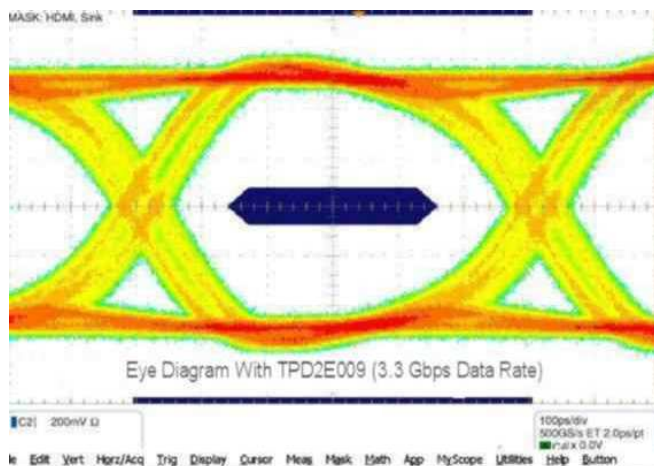 MASK: HDMI, Sink
Eye Diagram With TPD2E009 (3.3 Gbps Data Rate)
C2 200mV Ω
100ps/div
500GS/s ET 2.0ps/pt
x 0.0V
Edit Vert Horz/Acq Trig Display Cursor Meas Mask Math App MyScope Utilities Help Button